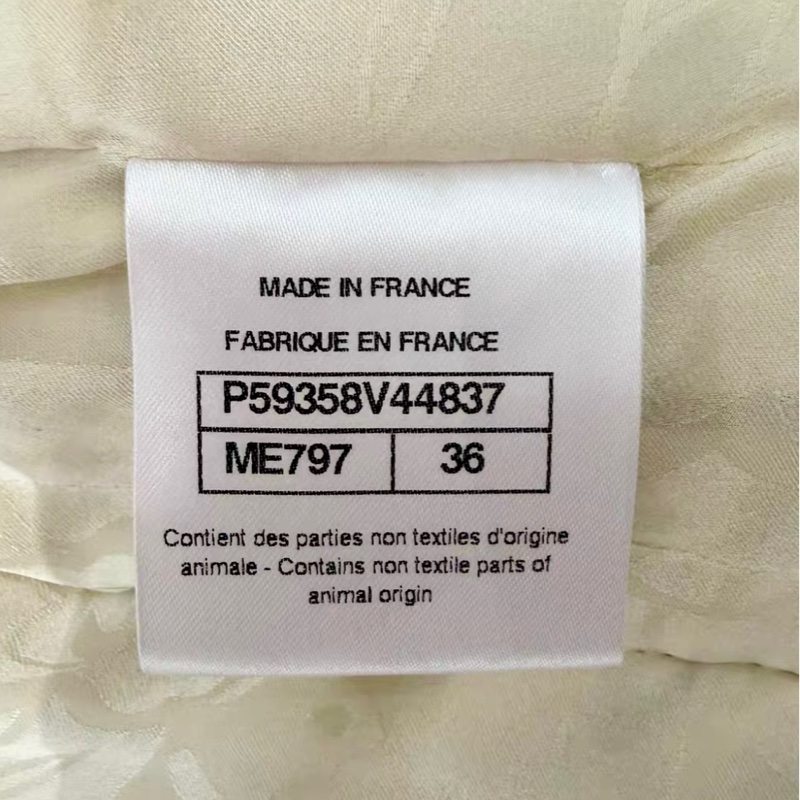 MADE IN FRANCE
FABRIQUE EN FRANCE
P59358V44837
ME797 36
Contient des parties non textiles d'origine
animale - Contains non textile parts of
animal origin